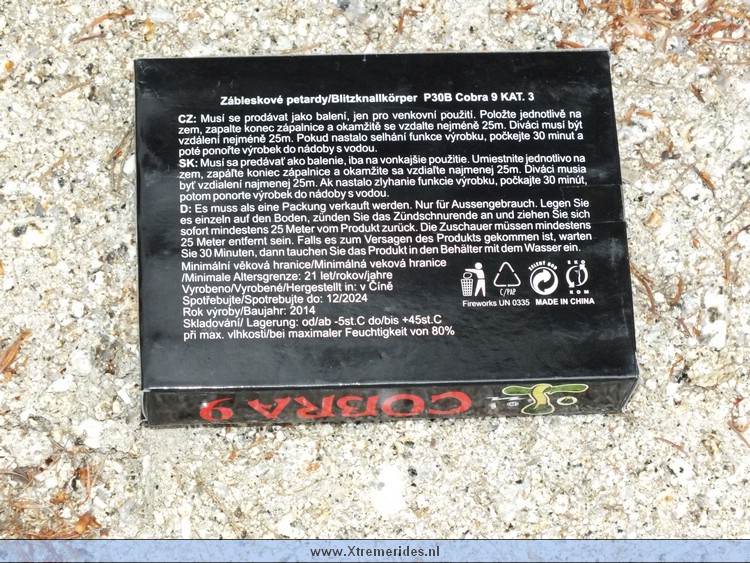 Zábleskové petardy/Blitzknallkörper P30B Cobra 9 KAT. 3
CZ: Musí se prodávat jako balení, jen pro venkovní použití. Položte jednotlivě na
zem, zapalte konec zápalnice a okamžitě se vzdalte nejméně 25m. Diváci musí být
vzdálení nejméně 25m. Pokud nastalo selhání funkce výrobku, počkejte 30 minut a
poté ponořte výrobek do nádoby s vodou.
SK: Musí sa predávať ako balenie, iba na vonkajšie použitie. Umiestnite jednotlivo na
zem, zapáľte koniec zápalnice a okamžite sa vzdiaľte najmenej 25m. Diváci musia
byť vzdialení najmenej 25m. Ak nastalo zlyhanie funkcie výrobku, počkajte 30 minút,
potom ponorte výrobek do nádoby s vodou.
D: Es muss als eine Packung verkauft werden. Nur für Aussengebrauch. Legen Sie
es einzeln auf den Boden, zünden Sie das Zündschnurende an und ziehen Sie sich
sofort mindestens 25 Meter vom Produkt zurück. Die Zuschauer müssen mindestens
25 Meter entfernt sein. Falls es zum Versagen des Produkts gekommen ist, warten
Sie 30 Minuten, dann tauchen Sie das Produkt in den Behälter mit dem Wasser ein.
Minimální věková hranice/Minimálná veková hranice
/Minimale Altersgrenze: 21 let/rokov/jahre
Vyrobeno/Vyrobené/Hergestellt in: v Číně
Spotřebujte/Spotrebujte do: 12/2024
Rok výroby/Baujahr: 2014
Skladování/ Lagerung: od/ab -5st.C do/bis +45st.C
při max. vlhkosti/bei maximaler Feuchtigkeit von 80%
C/PAP
EKO
KOM
Fireworks UN 0335 MADE IN CHINA
COBRA 9
www.Xtremerides.nl